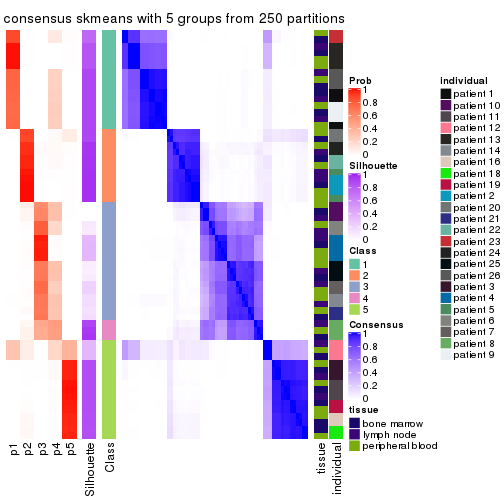 consensus skmeans with 5 groups from 250 partitions
Prob
1
0.8
0.6
0.4
0.2
0
Silhouette
1
0.8
0.6
0.4
0.2
0
Class
1
2
3
4
5
Consensus
1
0.8
0.6
0.4
0.2
0
tissue
bone marrow
lymph node
peripheral blood
individual
patient 1
patient 10
patient 11
patient 12
patient 13
patient 14
patient 16
patient 18
patient 19
patient 2
patient 20
patient 21
patient 22
patient 23
patient 24
patient 25
patient 26
patient 3
patient 4
patient 5
patient 6
patient 7
patient 8
patient 9
p1
p2
p3
p4
p5
Silhouette
Class
tissue
individual